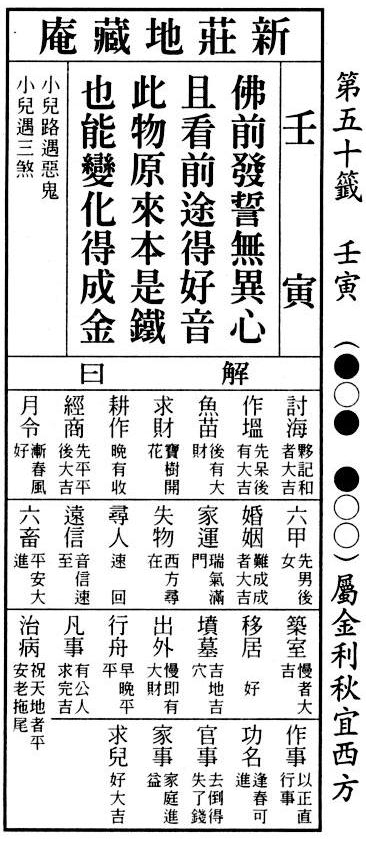 第五十籤 壬寅 (●○● ●○○) 屬金利秋宜西方
新莊地藏庵
壬寅
佛前發誓無異心
且看前途得好音
此物原來本是鐵
也能變化得成金
小兒路遇惡鬼
小兒遇三煞
解曰
討海 夥記和者大吉
作塭 先呆後有大吉
魚苗 後有大財
求財 寶樹開花
耕作 晚有收
經商 先平平後大吉
月令 漸春風好
六甲 先男後女
婚姻 難成成者大吉
家運 瑞氣滿門
失物 西方尋在
尋人 速回
遠信 音信速至
六畜 平安大進
築室 慢者大吉
移居 好
墳墓 吉地吉穴
出外 慢即有大財
行舟 早晚平平
凡事 有公人求完吉
治病 祝天地者平安老拖尾
作事 以正直行事
功名 逢春可進
官事 去倒得失了錢
家事 家庭進益
求兒 好大吉